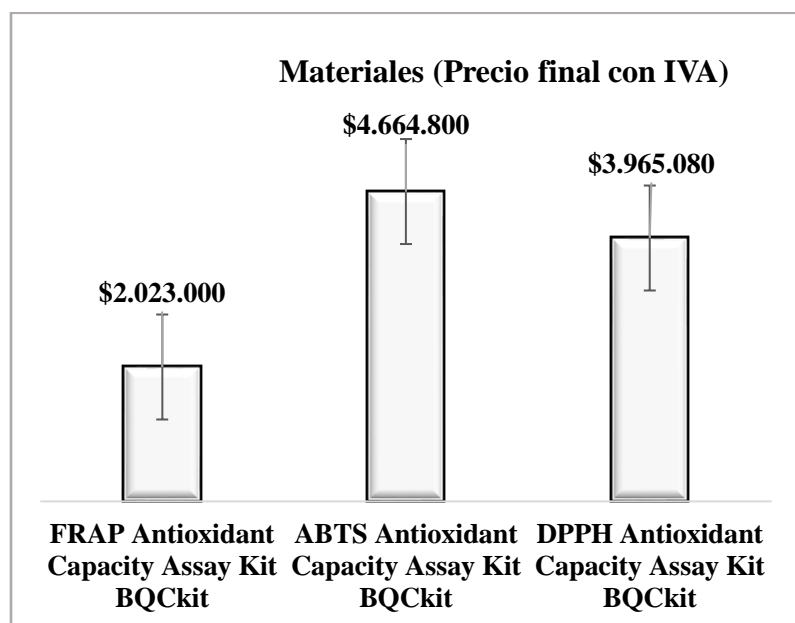 Materiales (Precio final con IVA)
$4.664.800
$3.965.080
$2.023.000
FRAP Antioxidant
Capacity Assay Kit
BQCkit
ABTS Antioxidant
Capacity Assay Kit
BQCkit
DPPH Antioxidant
Capacity Assay Kit
BQCkit